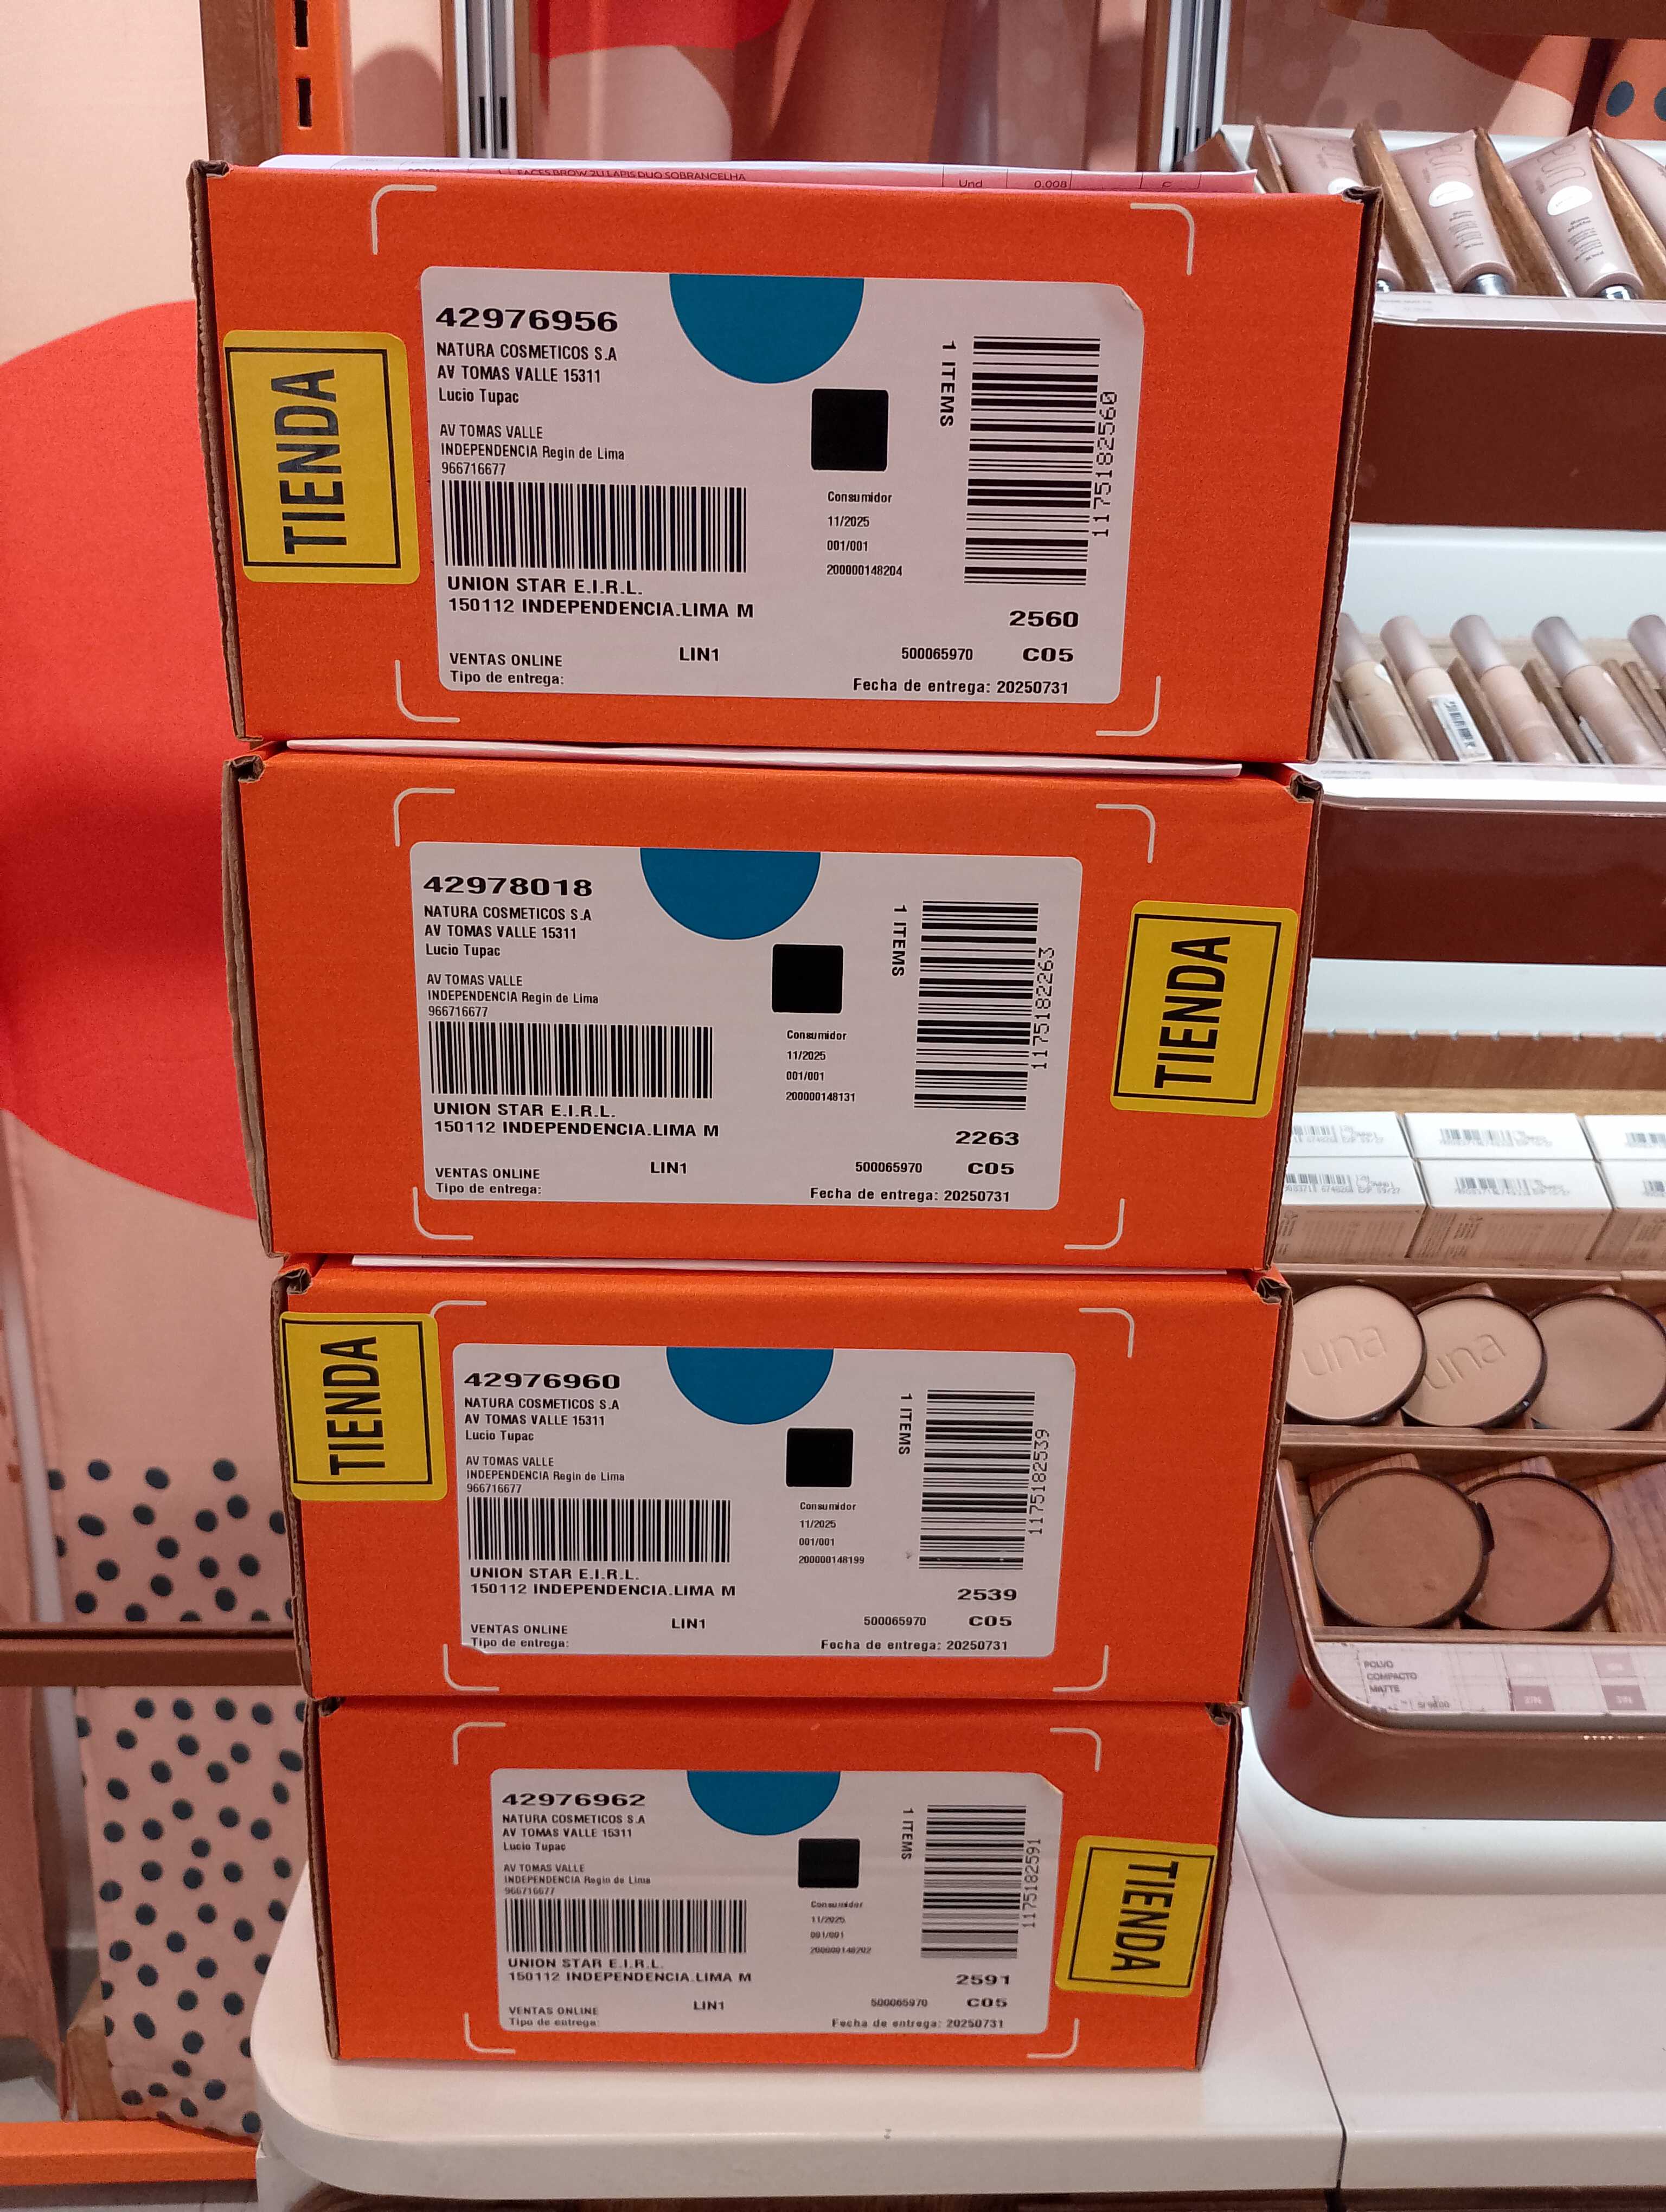 FACES BROW 2U LAPIS DUO SOBRANCELHA
Und
0.008
C
TIENDA
42976956
NATURA COSMETICOS S.A
AV TOMAS VALLE 15311
Lucio Tupac
AV TOMAS VALLE
INDEPENDENCIA Regin de Lima
966716677
UNION STAR E.I.R.L.
150112 INDEPENDENCIA.LIMA M
VENTAS ONLINE
Tipo de entrega:
LIN1
Consumidor
11/2025
001/001
200000148204
1 ITEMS
1175182560
2560
500065970 C05
Fecha de entrega: 20250731
42978018
NATURA COSMETICOS S.A
AV TOMAS VALLE 15311
Lucio Tupac
AV TOMAS VALLE
INDEPENDENCIA Regin de Lima
966716677
UNION STAR E.I.R.L.
150112 INDEPENDENCIA.LIMA M
VENTAS ONLINE
Tipo de entrega:
LIN1
Consumidor
11/2025
001/001
200000148131
1 ITEMS
1175182263
2263
500065970 C05
Fecha de entrega: 20250731
TIENDA
TIENDA
42976960
NATURA COSMETICOS S.A
AV TOMAS VALLE 15311
Lucio Tupac
AV TOMAS VALLE
INDEPENDENCIA Regin de Lima
966716677
UNION STAR E.I.R.L.
150112 INDEPENDENCIA.LIMA M
VENTAS ONLINE
Tipo de entrega:
LIN1
Consumidor
11/2025
001/001
200000148199
1 ITEMS
1175182539
2539
500065970 C05
Fecha de entrega: 20250731
42976962
NATURA COSMETICOS S.A
AV TOMAS VALLE 15311
Lucio Tupac
AV TOMAS VALLE
INDEPENDENCIA Regin de Lima
966716677
UNION STAR E.I.R.L.
150112 INDEPENDENCIA.LIMA M
VENTAS ONLINE
Tipo de entrega:
LIN1
Consumidor
11/2025
001/001
200000148202
1 ITEMS
1175182591
2591
500065970 C05
Fecha de entrega: 20250731
TIENDA
una
una
POLVO
COMPACTO
MATTE